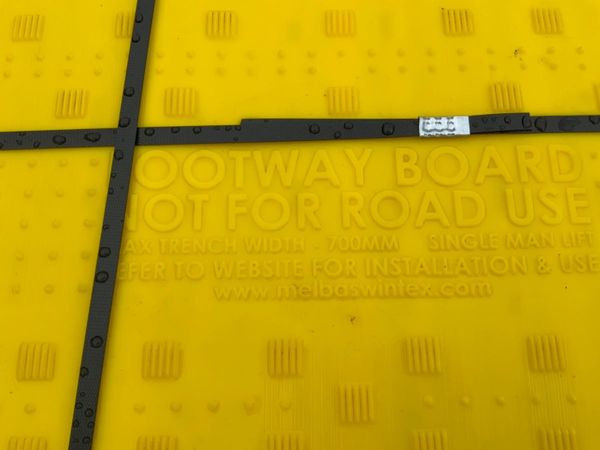 OOTWAY BOARD
NOT FOR ROAD USE
AX TRENCH WIDTH - 700MM SINGLE MAN LIFT
EFER TO WEBSITE FOR INSTALLATION & USE
www.melbaswintex.com